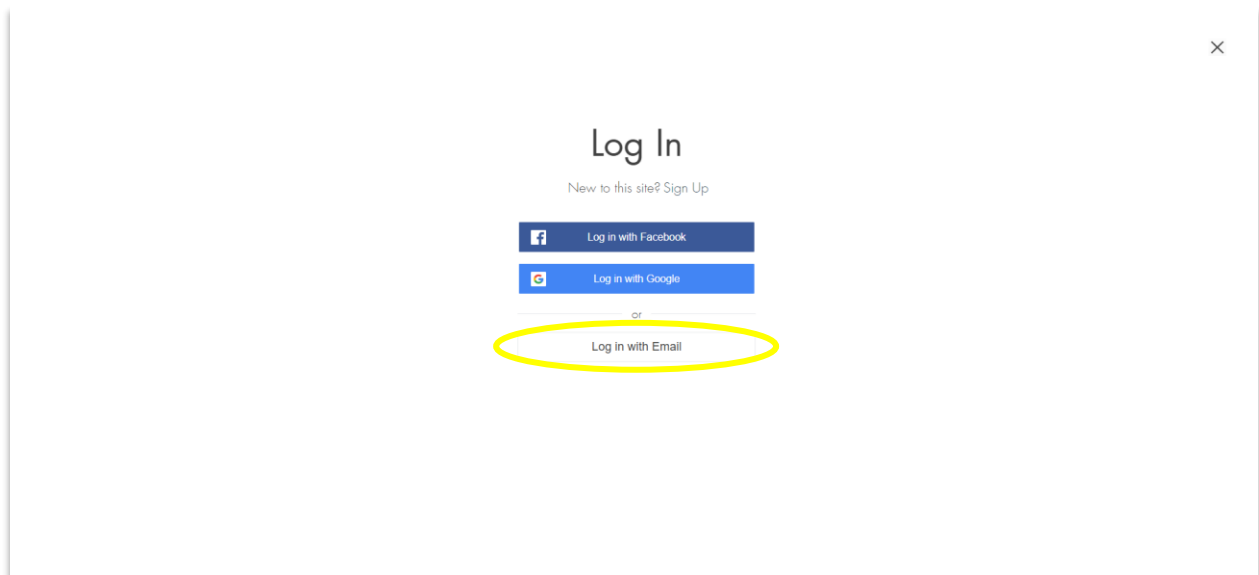 Log In
New to this site? Sign Up
Log in with Facebook
Log in with Google
or
Log in with Email